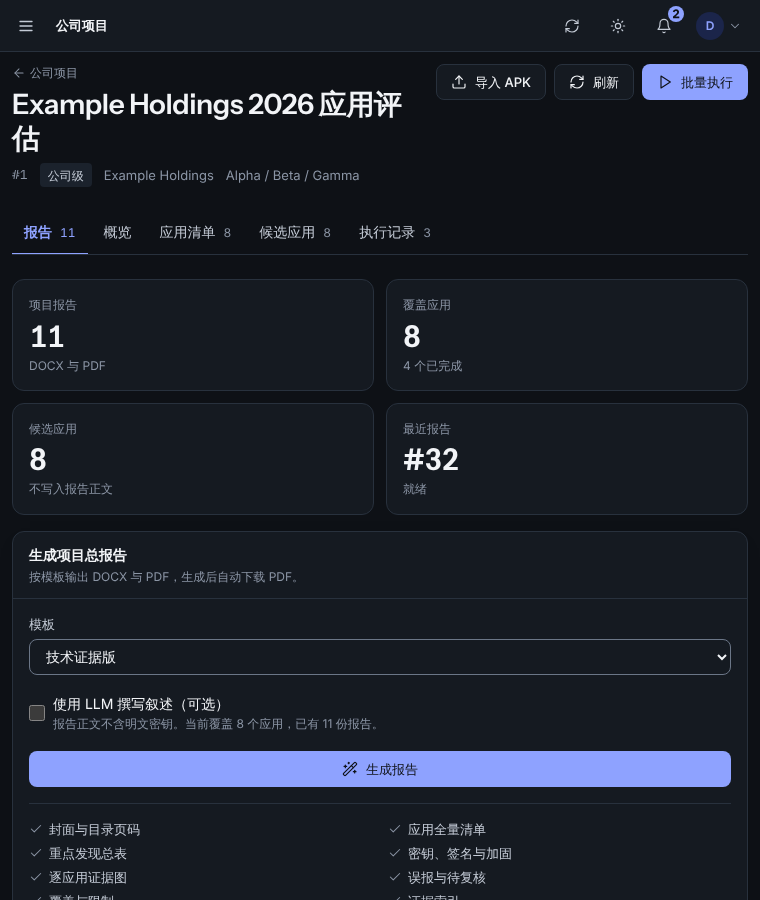 公司项目
2
D
公司项目
导入 APK
刷新
批量执行
Example Holdings 2026 应用评
估
#1 公司级 Example Holdings Alpha / Beta / Gamma
报告 11 概览 应用清单 8 候选应用 8 执行记录 3
项目报告
11
DOCX 与 PDF
覆盖应用
8
4 个已完成
候选应用
8
不写入报告正文
最近报告
#32
就绪
生成项目总报告
按模板输出 DOCX 与 PDF，生成后自动下载 PDF。
模板
技术证据版
使用 LLM 撰写叙述（可选）
报告正文不含明文密钥。当前覆盖 8 个应用，已有 11 份报告。
生成报告
封面与目录页码
应用全量清单
重点发现总表
密钥、签名与加固
逐应用证据图
误报与待复核
覆盖与限制
证据索引